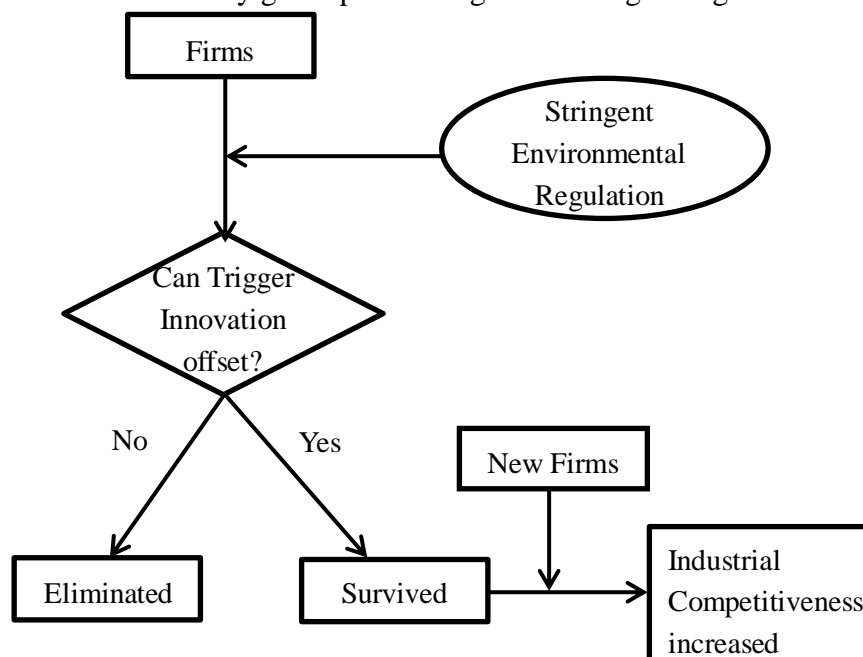 Firms
Stringent
Environmental
Regulation
Can Trigger
Innovation
offset?
No
Yes
New Firms
Eliminated
Survived
Industrial
Competitiveness
increased